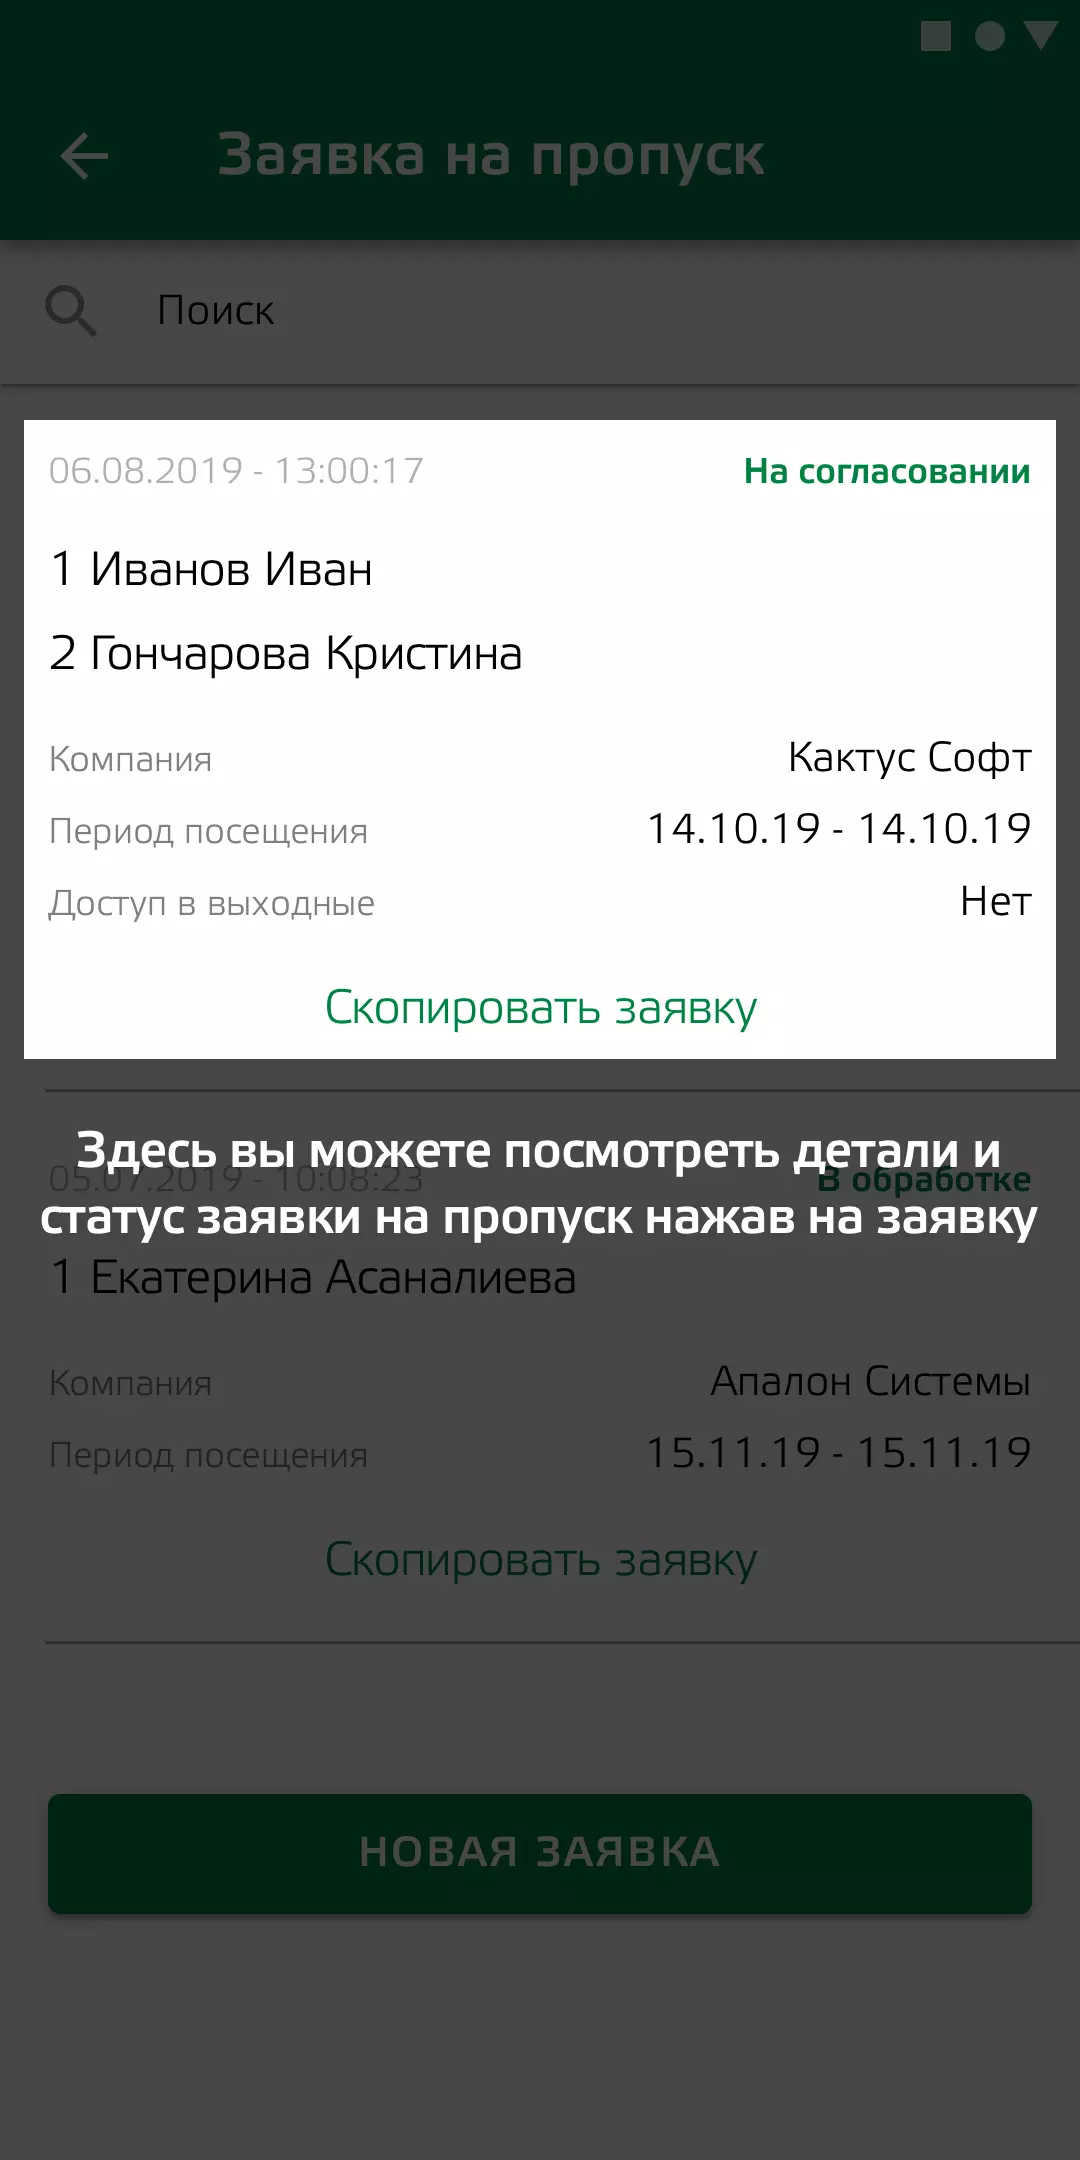 Заявка на пропуск
Поиск
06.08.2019 - 13:00:17 На согласовании
1 Иванов Иван
2 Гончарова Кристина
Компания Кактус Софт
Период посещения 14.10.19 - 14.10.19
Доступ в выходные Нет
Скопировать заявку
Здесь вы можете посмотреть детали и
05.07.2019 - 10:08:23 В обработке
статус заявки на пропуск нажав на заявку
1 Екатерина Асаналиева
Компания Апалон Системы
Период посещения 15.11.19 - 15.11.19
Скопировать заявку
НОВАЯ ЗАЯВКА